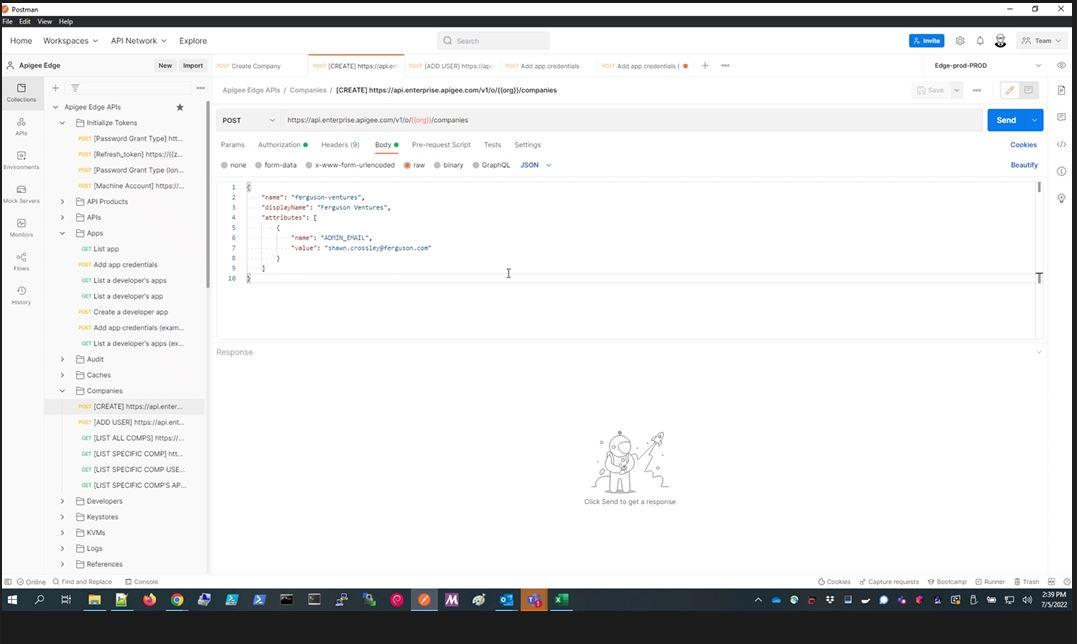 Postman
File Edit View Help
Home Workspaces API Network Explore Search Invite Team
Apigee Edge New Import
POST Create Company POST [CREATE] https://api.en POST [ADD USER] https://ap POST Add app credentials POST Add app credentials ( Edge-prod-PROD
Collections
APIs
Environments
Mock Servers
Monitors
Flows
History
Apigee Edge APIs
Initialize Tokens
POST [Password Grant Type] htt...
POST [Refresh_token] https://{{z...
POST [Password Grant Type (lon...
POST [Machine Account] https:/...
API Products
APIs
Apps
GET List app
POST Add app credentials
GET List a developer's apps
GET List a developer's app
POST Create a developer app
POST Add app credentials (exam...
GET List a developer's apps (ex...
Audit
Caches
Companies
POST [CREATE] https://api.enter...
POST [ADD USER] https://api.ent...
GET [LIST ALL COMPS] https:/...
GET [LIST SPECIFIC COMP] htt...
GET [LIST SPECIFIC COMP USE...
GET [LIST SPECIFIC COMP'S AP...
Developers
Keystores
KVMs
Logs
References
Apigee Edge APIs / Companies / [CREATE] https://api.enterprise.apigee.com/v1/o/{{org}}/companies Save
POST https://api.enterprise.apigee.com/v1/o/{{org}}/companies Send
Params Authorization Headers (9) Body Pre-request Script Tests Settings Cookies
none form-data x-www-form-urlencoded raw binary GraphQL JSON Beautify
1 {
2 "name": "ferguson-ventures",
3 "displayName": "Ferguson Ventures",
4 "attributes": [
5 {
6 "name": "ADMIN_EMAIL",
7 "value": "shawn.crossley@ferguson.com"
8 }
9 ]
10 }
Response
Click Send to get a response
Online Find and Replace Console Cookies Capture requests Bootcamp Runner Trash
2:39 PM
7/5/2022